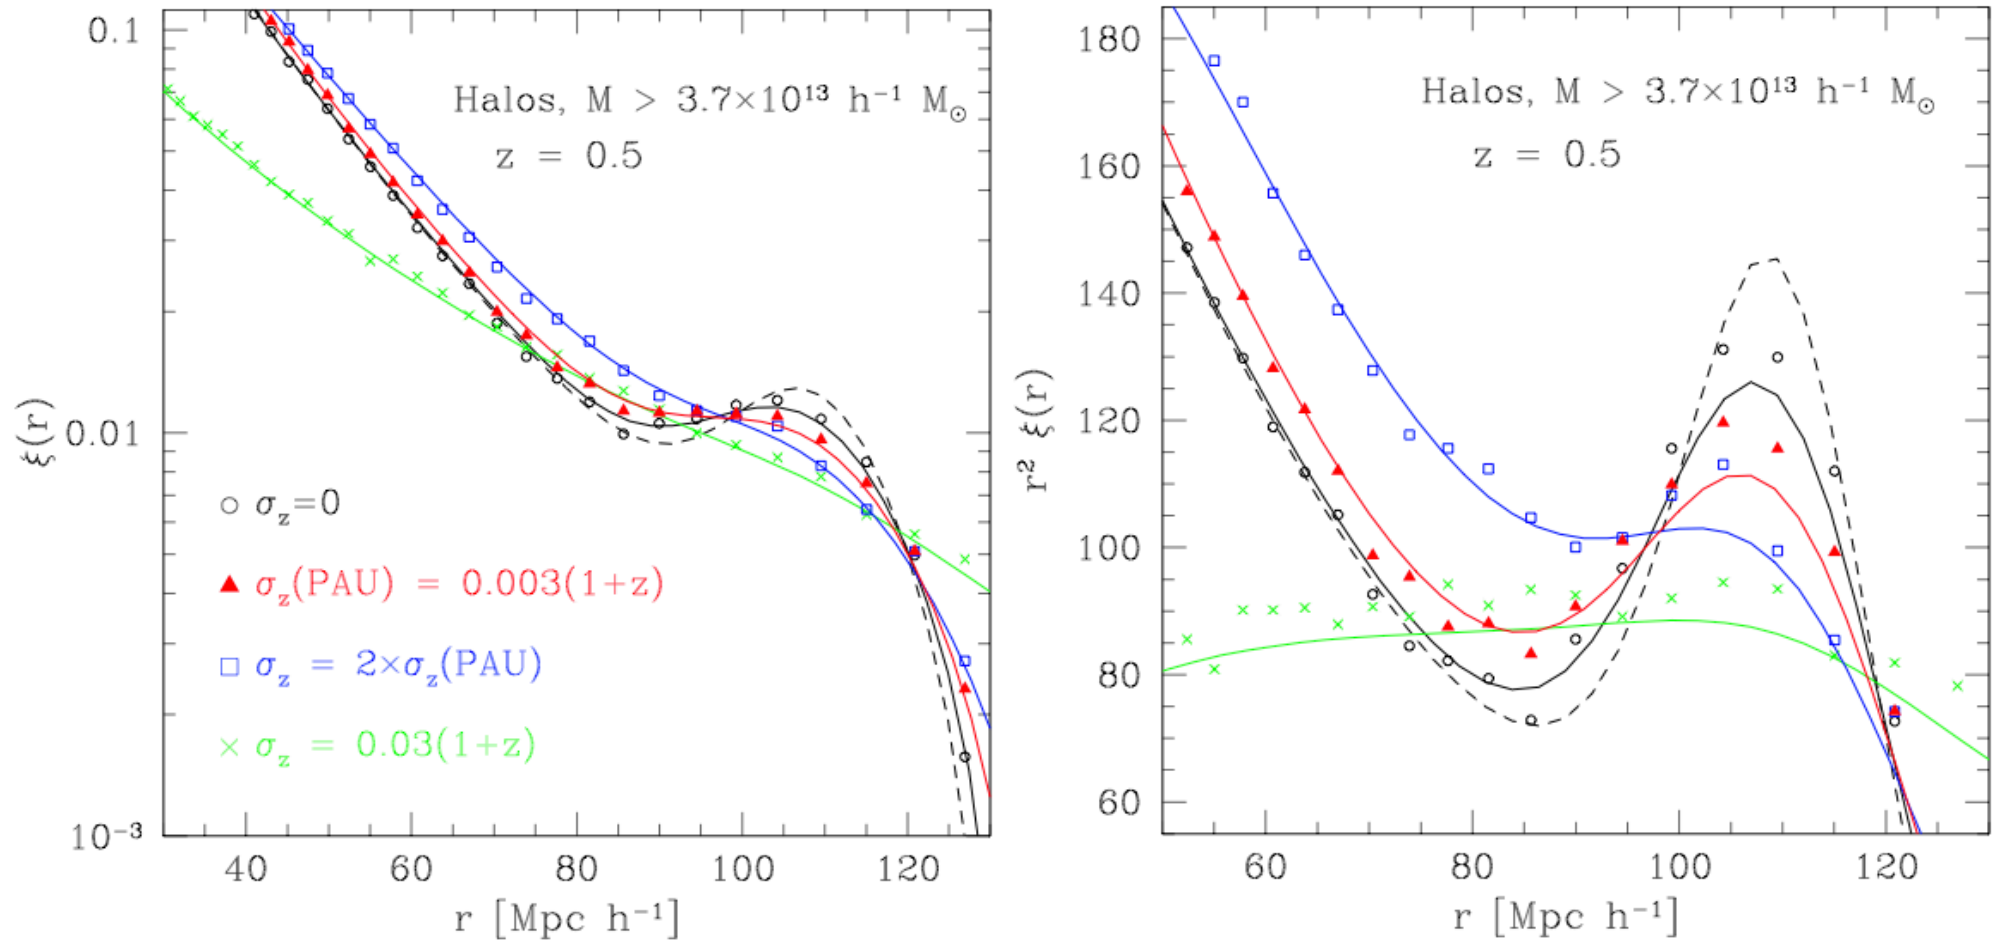 0.1
0.01
10⁻³
ξ(r)
Halos, M > 3.7×10¹³ h⁻¹ M⊙
z = 0.5
σz=0
σz(PAU) = 0.003(1+z)
σz = 2×σz(PAU)
σz = 0.03(1+z)
40 60 80 100 120
r [Mpc h⁻¹]
180
160
140
120
100
80
60
r² ξ(r)
Halos, M > 3.7×10¹³ h⁻¹ M⊙
z = 0.5
60 80 100 120
r [Mpc h⁻¹]